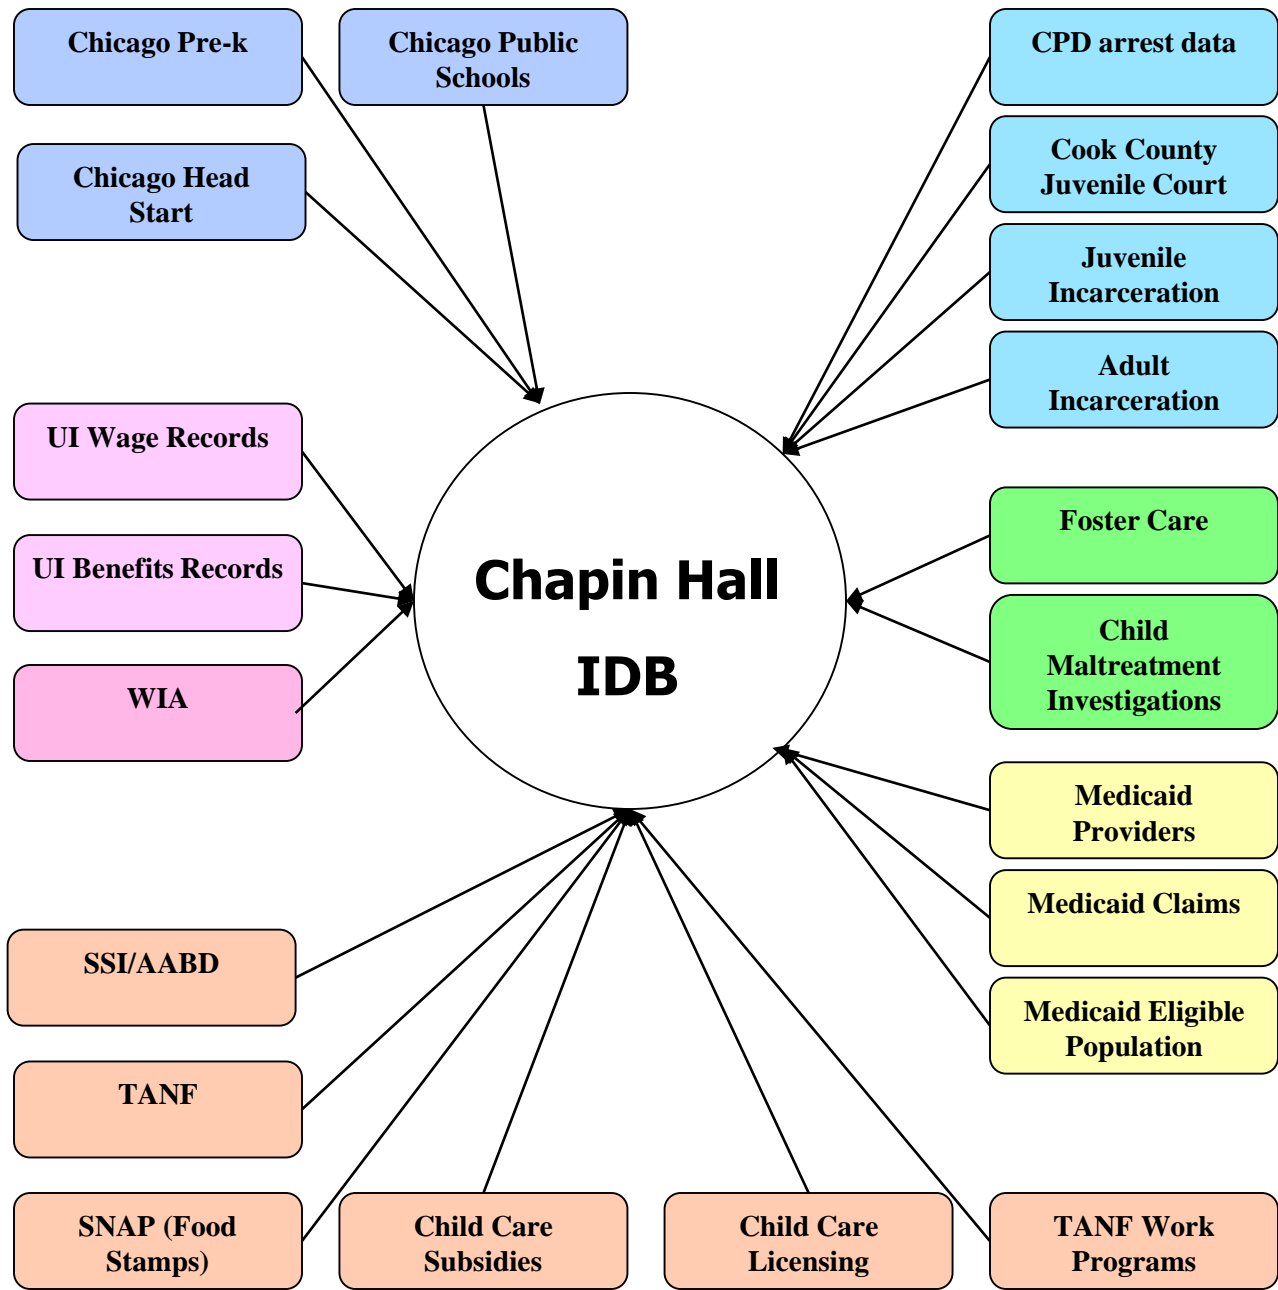 Chicago Pre-k
Chicago Public
Schools
CPD arrest data
Cook County
Juvenile Court
Chicago Head
Start
Juvenile
Incarceration
Adult
Incarceration
UI Wage Records
UI Benefits Records
WIA
Chapin Hall
IDB
Foster Care
Child
Maltreatment
Investigations
Medicaid
Providers
Medicaid Claims
Medicaid Eligible
Population
SSI/AABD
TANF
SNAP (Food
Stamps)
Child Care
Subsidies
Child Care
Licensing
TANF Work
Programs